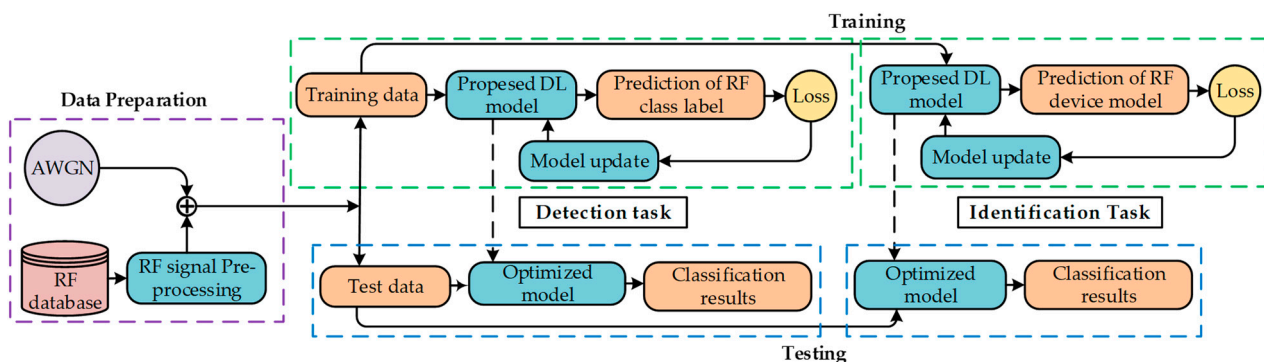 Training
Data Preparation
AWGN
RF
database
RF signal Pre-
processing
Training data
Propesed DL
model
Prediction of RF
class label
Loss
Model update
Detection task
Propesed DL
model
Prediction of RF
device model
Loss
Model update
Identification Task
Test data
Optimized
model
Classification
results
Optimized
model
Classification
results
Testing